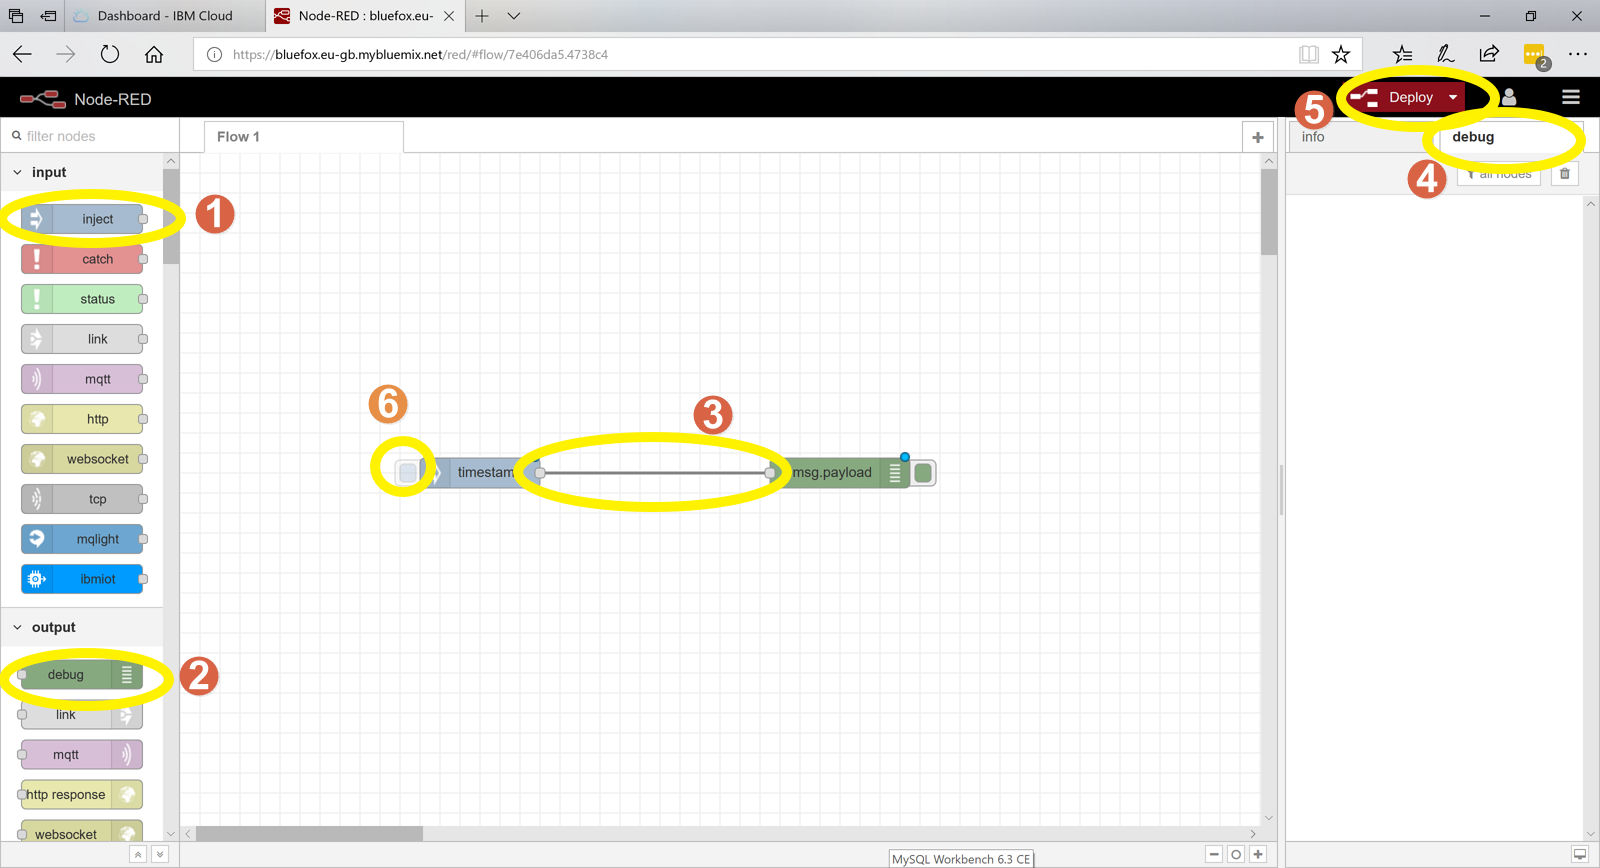 Dashboard - IBM Cloud
Node-RED : bluefox.eu-
https://bluefox.eu-gb.mybluemix.net/red/#flow/7e406da5.4738c4
2
Node-RED
Deploy
5
filter nodes
Flow 1
info
debug
4
all nodes
input
inject
1
catch
status
link
mqtt
http
websocket
tcp
mqlight
ibmiot
6
3
timestam
msg.payload
output
debug
2
link
mqtt
http response
websocket
MySQL Workbench 6.3 CE